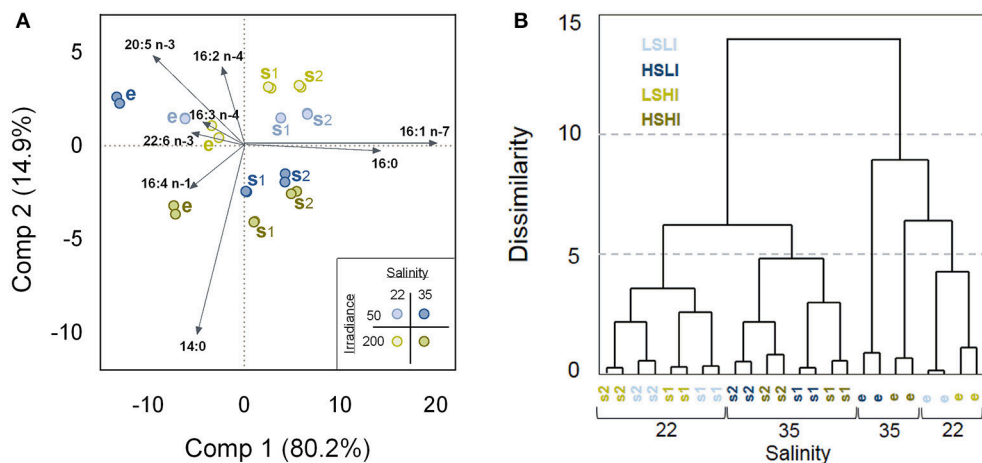 A
5
0
-5
-10
Comp 2 (14.9%)
20:5 n-3
16:2 n-4
s1
s2
e
e
16:3 n-4
s1
s2
22:6 n-3
e
16:1 n-7
16:0
16:4 n-1
s1
s2
e
s2
s1
14:0
Salinity
22 35
Irradiance
50
200
-10 0 10 20
Comp 1 (80.2%)
B
15
10
5
0
Dissimilarity
LSLI
HSLI
LSHI
HSHI
s2 s2 s2 s2 s1 s1 s1 s1 s2 s2 s2 s2 s1 s1 s1 s1 e e e e e e e e
22 35 35 22
Salinity